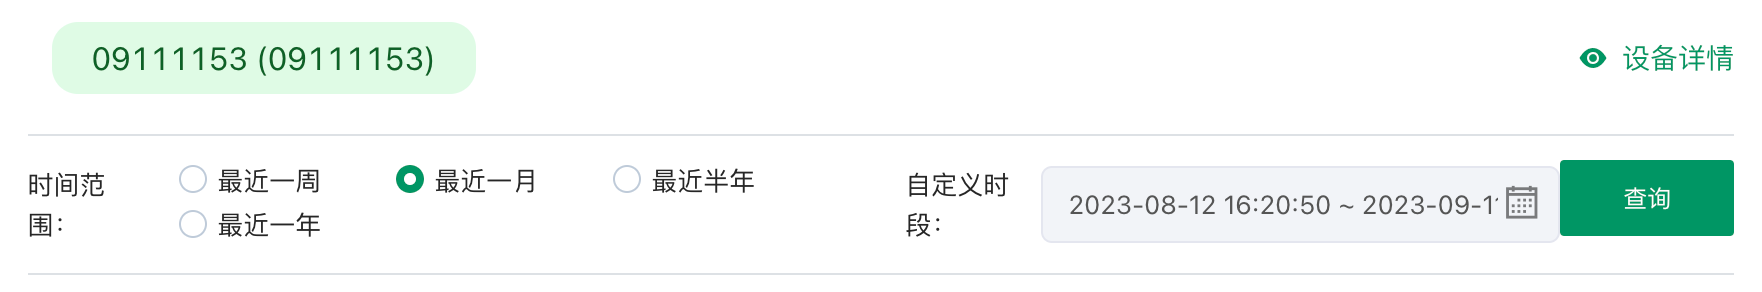 09111153 (09111153)
设备详情
时间范围：
最近一周
最近一月
最近半年
最近一年
自定义时段：
2023-08-12 16:20:50 ~ 2023-09-1
查询